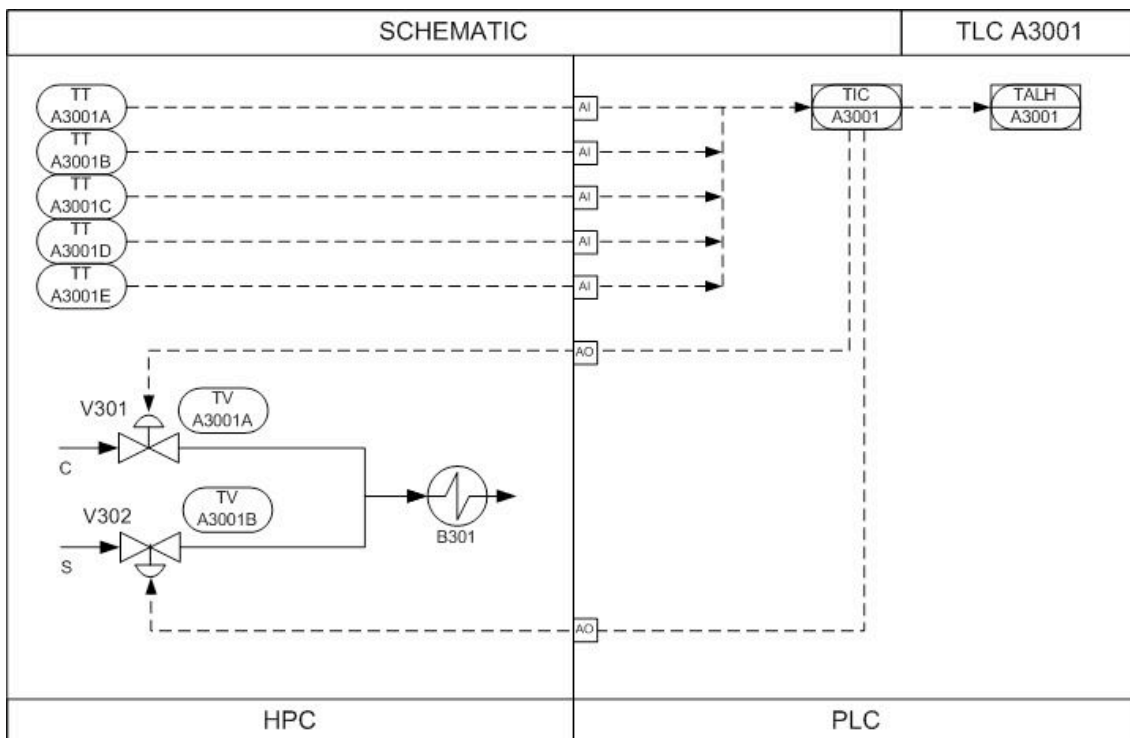 SCHEMATIC
TLC A3001
TT
A3001A
AI
TIC
A3001
TALH
A3001
TT
A3001B
AI
TT
A3001C
AI
TT
A3001D
AI
TT
A3001E
AI
AO
V301
TV
A3001A
C
V302
TV
A3001B
B301
S
AO
HPC
PLC